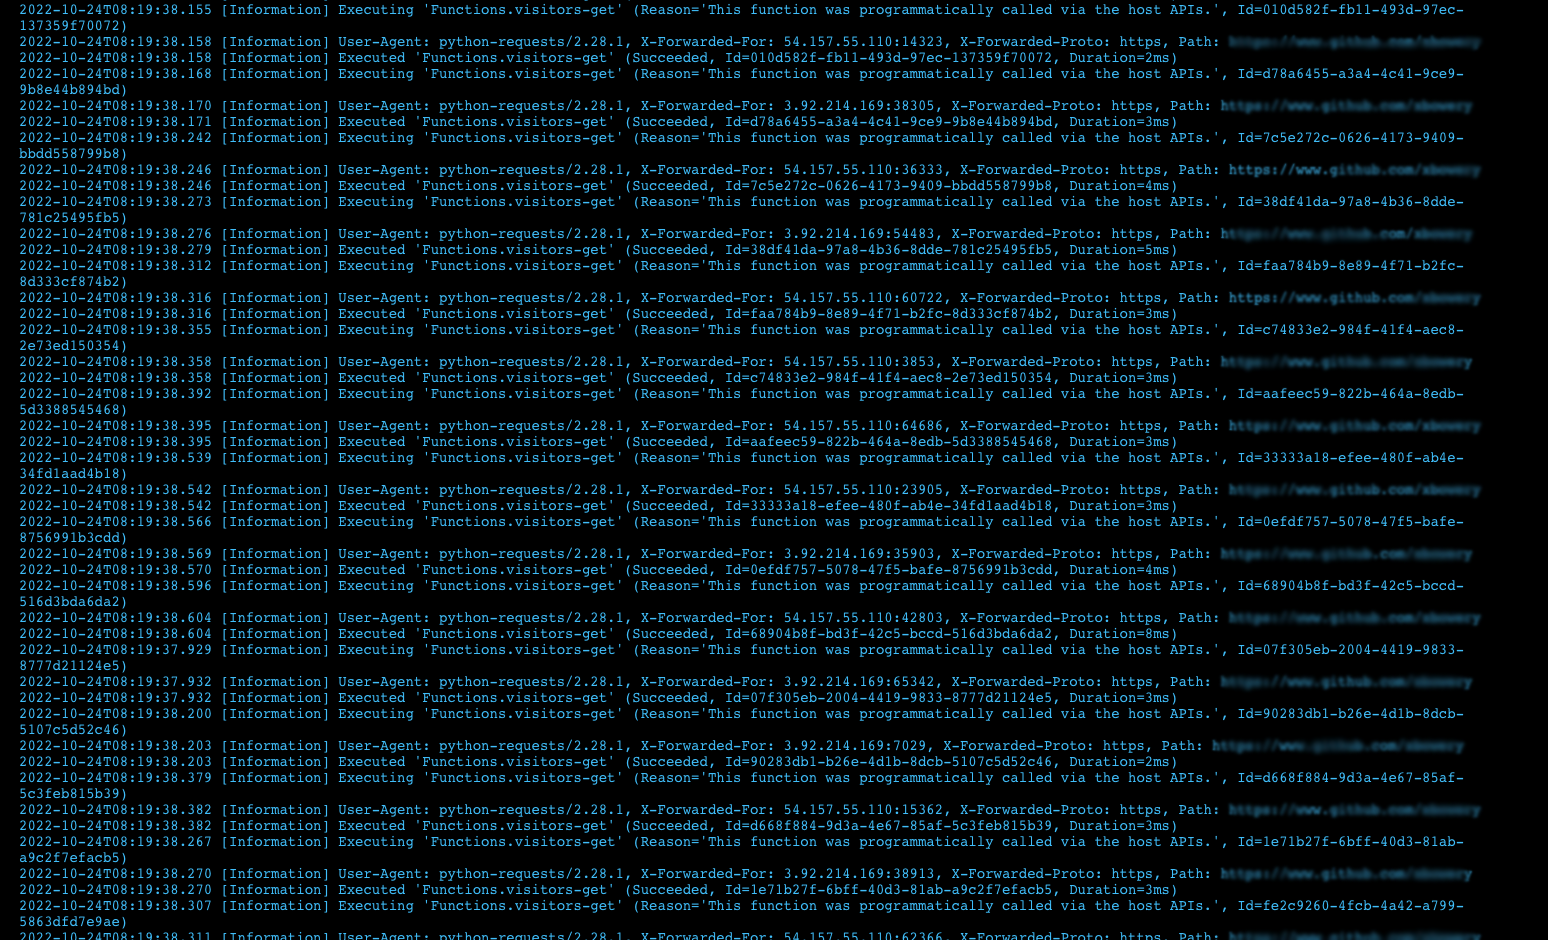 2022-10-24T08:19:38.155 [Information] Executing 'Functions.visitors-get' (Reason='This function was programmatically called via the host APIs.', Id=010d582f-fb11-493d-97ec-
137359f70072)
2022-10-24T08:19:38.158 [Information] User-Agent: python-requests/2.28.1, X-Forwarded-For: 54.157.55.110:14323, X-Forwarded-Proto: https, Path:
2022-10-24T08:19:38.158 [Information] Executed 'Functions.visitors-get' (Succeeded, Id=010d582f-fb11-493d-97ec-137359f70072, Duration=2ms)
2022-10-24T08:19:38.168 [Information] Executing 'Functions.visitors-get' (Reason='This function was programmatically called via the host APIs.', Id=d78a6455-a3a4-4c41-9ce9-
9b8e44b894bd)
2022-10-24T08:19:38.170 [Information] User-Agent: python-requests/2.28.1, X-Forwarded-For: 3.92.214.169:38305, X-Forwarded-Proto: https, Path:
2022-10-24T08:19:38.171 [Information] Executed 'Functions.visitors-get' (Succeeded, Id=d78a6455-a3a4-4c41-9ce9-9b8e44b894bd, Duration=3ms)
2022-10-24T08:19:38.242 [Information] Executing 'Functions.visitors-get' (Reason='This function was programmatically called via the host APIs.', Id=7c5e272c-0626-4173-9409-
bbdd558799b8)
2022-10-24T08:19:38.246 [Information] User-Agent: python-requests/2.28.1, X-Forwarded-For: 54.157.55.110:36333, X-Forwarded-Proto: https, Path:
2022-10-24T08:19:38.246 [Information] Executed 'Functions.visitors-get' (Succeeded, Id=7c5e272c-0626-4173-9409-bbdd558799b8, Duration=4ms)
2022-10-24T08:19:38.273 [Information] Executing 'Functions.visitors-get' (Reason='This function was programmatically called via the host APIs.', Id=38df41da-97a8-4b36-8dde-
781c25495fb5)
2022-10-24T08:19:38.276 [Information] User-Agent: python-requests/2.28.1, X-Forwarded-For: 3.92.214.169:54483, X-Forwarded-Proto: https, Path:
2022-10-24T08:19:38.279 [Information] Executed 'Functions.visitors-get' (Succeeded, Id=38df41da-97a8-4b36-8dde-781c25495fb5, Duration=5ms)
2022-10-24T08:19:38.312 [Information] Executing 'Functions.visitors-get' (Reason='This function was programmatically called via the host APIs.', Id=faa784b9-8e89-4f71-b2fc-
8d333cf874b2)
2022-10-24T08:19:38.316 [Information] User-Agent: python-requests/2.28.1, X-Forwarded-For: 54.157.55.110:60722, X-Forwarded-Proto: https, Path:
2022-10-24T08:19:38.316 [Information] Executed 'Functions.visitors-get' (Succeeded, Id=faa784b9-8e89-4f71-b2fc-8d333cf874b2, Duration=3ms)
2022-10-24T08:19:38.355 [Information] Executing 'Functions.visitors-get' (Reason='This function was programmatically called via the host APIs.', Id=c74833e2-984f-41f4-aec8-
2e73ed150354)
2022-10-24T08:19:38.358 [Information] User-Agent: python-requests/2.28.1, X-Forwarded-For: 54.157.55.110:3853, X-Forwarded-Proto: https, Path:
2022-10-24T08:19:38.358 [Information] Executed 'Functions.visitors-get' (Succeeded, Id=c74833e2-984f-41f4-aec8-2e73ed150354, Duration=3ms)
2022-10-24T08:19:38.392 [Information] Executing 'Functions.visitors-get' (Reason='This function was programmatically called via the host APIs.', Id=aafeec59-822b-464a-8edb-
5d3388545468)
2022-10-24T08:19:38.395 [Information] User-Agent: python-requests/2.28.1, X-Forwarded-For: 54.157.55.110:64686, X-Forwarded-Proto: https, Path:
2022-10-24T08:19:38.395 [Information] Executed 'Functions.visitors-get' (Succeeded, Id=aafeec59-822b-464a-8edb-5d3388545468, Duration=3ms)
2022-10-24T08:19:38.539 [Information] Executing 'Functions.visitors-get' (Reason='This function was programmatically called via the host APIs.', Id=33333a18-efee-480f-ab4e-
34fd1aad4b18)
2022-10-24T08:19:38.542 [Information] User-Agent: python-requests/2.28.1, X-Forwarded-For: 54.157.55.110:23905, X-Forwarded-Proto: https, Path:
2022-10-24T08:19:38.542 [Information] Executed 'Functions.visitors-get' (Succeeded, Id=33333a18-efee-480f-ab4e-34fd1aad4b18, Duration=3ms)
2022-10-24T08:19:38.566 [Information] Executing 'Functions.visitors-get' (Reason='This function was programmatically called via the host APIs.', Id=0efdf757-5078-47f5-bafe-
8756991b3cdd)
2022-10-24T08:19:38.569 [Information] User-Agent: python-requests/2.28.1, X-Forwarded-For: 3.92.214.169:35903, X-Forwarded-Proto: https, Path:
2022-10-24T08:19:38.570 [Information] Executed 'Functions.visitors-get' (Succeeded, Id=0efdf757-5078-47f5-bafe-8756991b3cdd, Duration=4ms)
2022-10-24T08:19:38.596 [Information] Executing 'Functions.visitors-get' (Reason='This function was programmatically called via the host APIs.', Id=68904b8f-bd3f-42c5-bccd-
516d3bda6da2)
2022-10-24T08:19:38.604 [Information] User-Agent: python-requests/2.28.1, X-Forwarded-For: 54.157.55.110:42803, X-Forwarded-Proto: https, Path:
2022-10-24T08:19:38.604 [Information] Executed 'Functions.visitors-get' (Succeeded, Id=68904b8f-bd3f-42c5-bccd-516d3bda6da2, Duration=8ms)
2022-10-24T08:19:37.929 [Information] Executing 'Functions.visitors-get' (Reason='This function was programmatically called via the host APIs.', Id=07f305eb-2004-4419-9833-
8777d21124e5)
2022-10-24T08:19:37.932 [Information] User-Agent: python-requests/2.28.1, X-Forwarded-For: 3.92.214.169:65342, X-Forwarded-Proto: https, Path:
2022-10-24T08:19:37.932 [Information] Executed 'Functions.visitors-get' (Succeeded, Id=07f305eb-2004-4419-9833-8777d21124e5, Duration=3ms)
2022-10-24T08:19:38.200 [Information] Executing 'Functions.visitors-get' (Reason='This function was programmatically called via the host APIs.', Id=90283db1-b26e-4d1b-8dcb-
5107c5d52c46)
2022-10-24T08:19:38.203 [Information] User-Agent: python-requests/2.28.1, X-Forwarded-For: 3.92.214.169:7029, X-Forwarded-Proto: https, Path:
2022-10-24T08:19:38.203 [Information] Executed 'Functions.visitors-get' (Succeeded, Id=90283db1-b26e-4d1b-8dcb-5107c5d52c46, Duration=2ms)
2022-10-24T08:19:38.379 [Information] Executing 'Functions.visitors-get' (Reason='This function was programmatically called via the host APIs.', Id=d668f884-9d3a-4e67-85af-
5c3feb815b39)
2022-10-24T08:19:38.382 [Information] User-Agent: python-requests/2.28.1, X-Forwarded-For: 54.157.55.110:15362, X-Forwarded-Proto: https, Path:
2022-10-24T08:19:38.382 [Information] Executed 'Functions.visitors-get' (Succeeded, Id=d668f884-9d3a-4e67-85af-5c3feb815b39, Duration=3ms)
2022-10-24T08:19:38.267 [Information] Executing 'Functions.visitors-get' (Reason='This function was programmatically called via the host APIs.', Id=1e71b27f-6bff-40d3-81ab-
a9c2f7efacb5)
2022-10-24T08:19:38.270 [Information] User-Agent: python-requests/2.28.1, X-Forwarded-For: 3.92.214.169:38913, X-Forwarded-Proto: https, Path:
2022-10-24T08:19:38.270 [Information] Executed 'Functions.visitors-get' (Succeeded, Id=1e71b27f-6bff-40d3-81ab-a9c2f7efacb5, Duration=3ms)
2022-10-24T08:19:38.307 [Information] Executing 'Functions.visitors-get' (Reason='This function was programmatically called via the host APIs.', Id=fe2c9260-4fcb-4a42-a799-
5863dfd7e9ae)
2022-10-24T08:19:38.311 [Information] User-Agent: python-requests/2.28.1, X-Forwarded-For: 54.157.55.110:62366, X-Forwarded-Proto: https, Path: